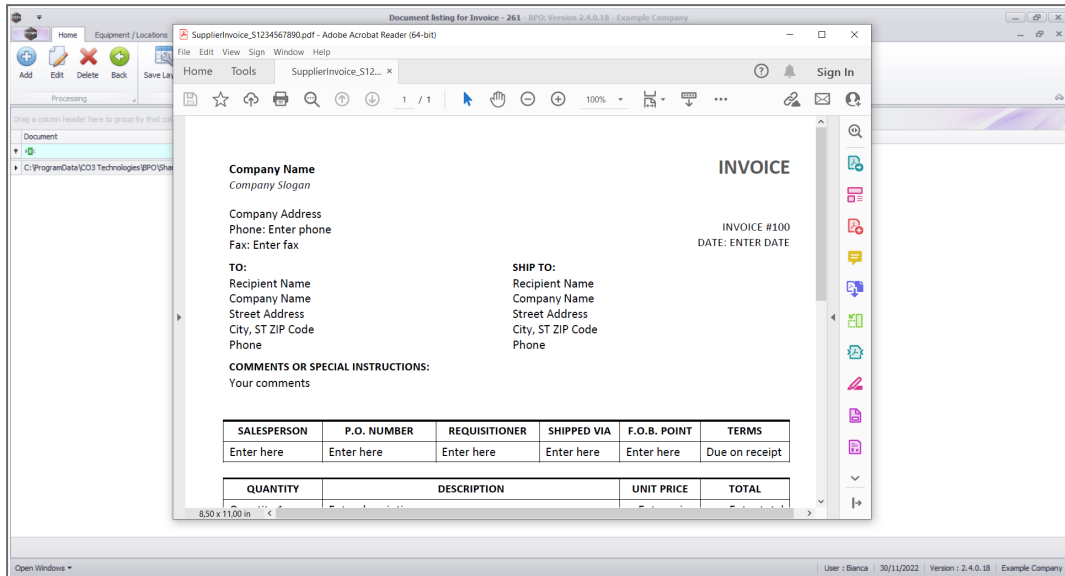 Document listing for Invoice - 261 - BPO: Version 2.4.0.18 - Example Company
Home Equipment / Locations
Add Edit Delete Back Save Lay
Processing
Drag a column header here to group by that col
Document
C:\ProgramData\CO3 Technologies\BPO\Shar
SupplierInvoice_S1234567890.pdf - Adobe Acrobat Reader (64-bit)
File Edit View Sign Window Help
Home Tools SupplierInvoice_S12... × Sign In
1 / 1 100%
Company Name INVOICE
Company Slogan
Company Address
Phone: Enter phone INVOICE #100
Fax: Enter fax DATE: ENTER DATE
TO: SHIP TO:
Recipient Name Recipient Name
Company Name Company Name
Street Address Street Address
City, ST ZIP Code City, ST ZIP Code
Phone Phone
COMMENTS OR SPECIAL INSTRUCTIONS:
Your comments
SALESPERSON P.O. NUMBER REQUISITIONER SHIPPED VIA F.O.B. POINT TERMS
Enter here Enter here Enter here Enter here Enter here Due on receipt
QUANTITY DESCRIPTION UNIT PRICE TOTAL
8,50 x 11,00 in
Open Windows User : Bianca 30/11/2022 Version : 2.4.0.18 Example Company